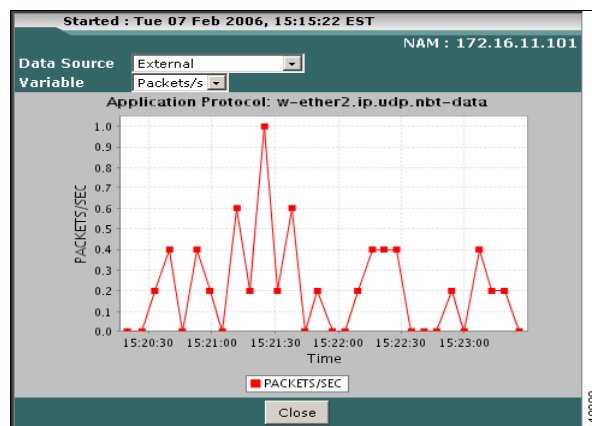 Started : Tue 07 Feb 2006, 15:15:22 EST
NAM : 172.16.11.101
Data Source External
Variable Packets/s
Application Protocol: w-ether2.ip.udp.nbt-data
PACKETS/SEC
1.0
0.9
0.8
0.7
0.6
0.5
0.4
0.3
0.2
0.1
0.0
15:20:30 15:21:00 15:21:30 15:22:00 15:22:30 15:23:00
Time
PACKETS/SEC
Close